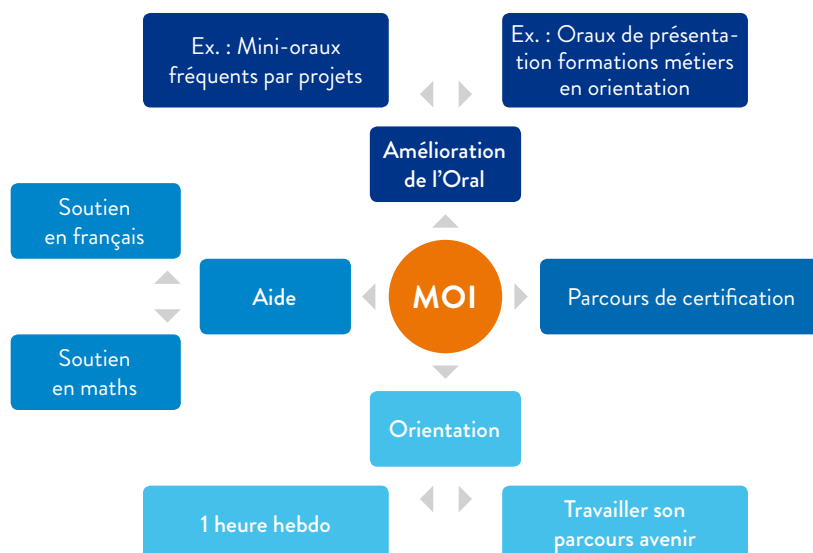 Ex. : Mini-oraux
fréquents par projets
Ex. : Oraux de présenta-
tion formations métiers
en orientation
Amélioration
de l'Oral
Soutien
en français
Aide
MOI
Parcours de certification
Soutien
en maths
Orientation
1 heure hebdo
Travailler son
parcours avenir